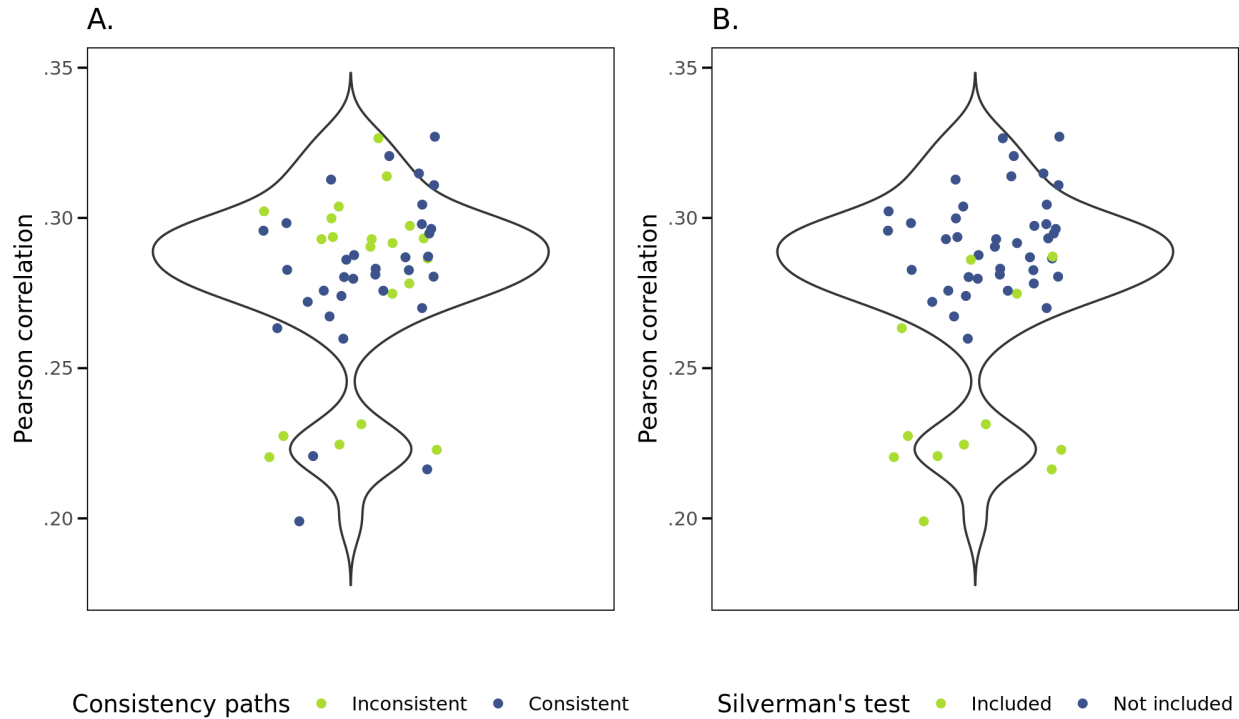 A.
B.
.35
.30
.25
.20
Pearson correlation
.35
.30
.25
.20
Pearson correlation
Consistency paths Inconsistent Consistent
Silverman's test Included Not included